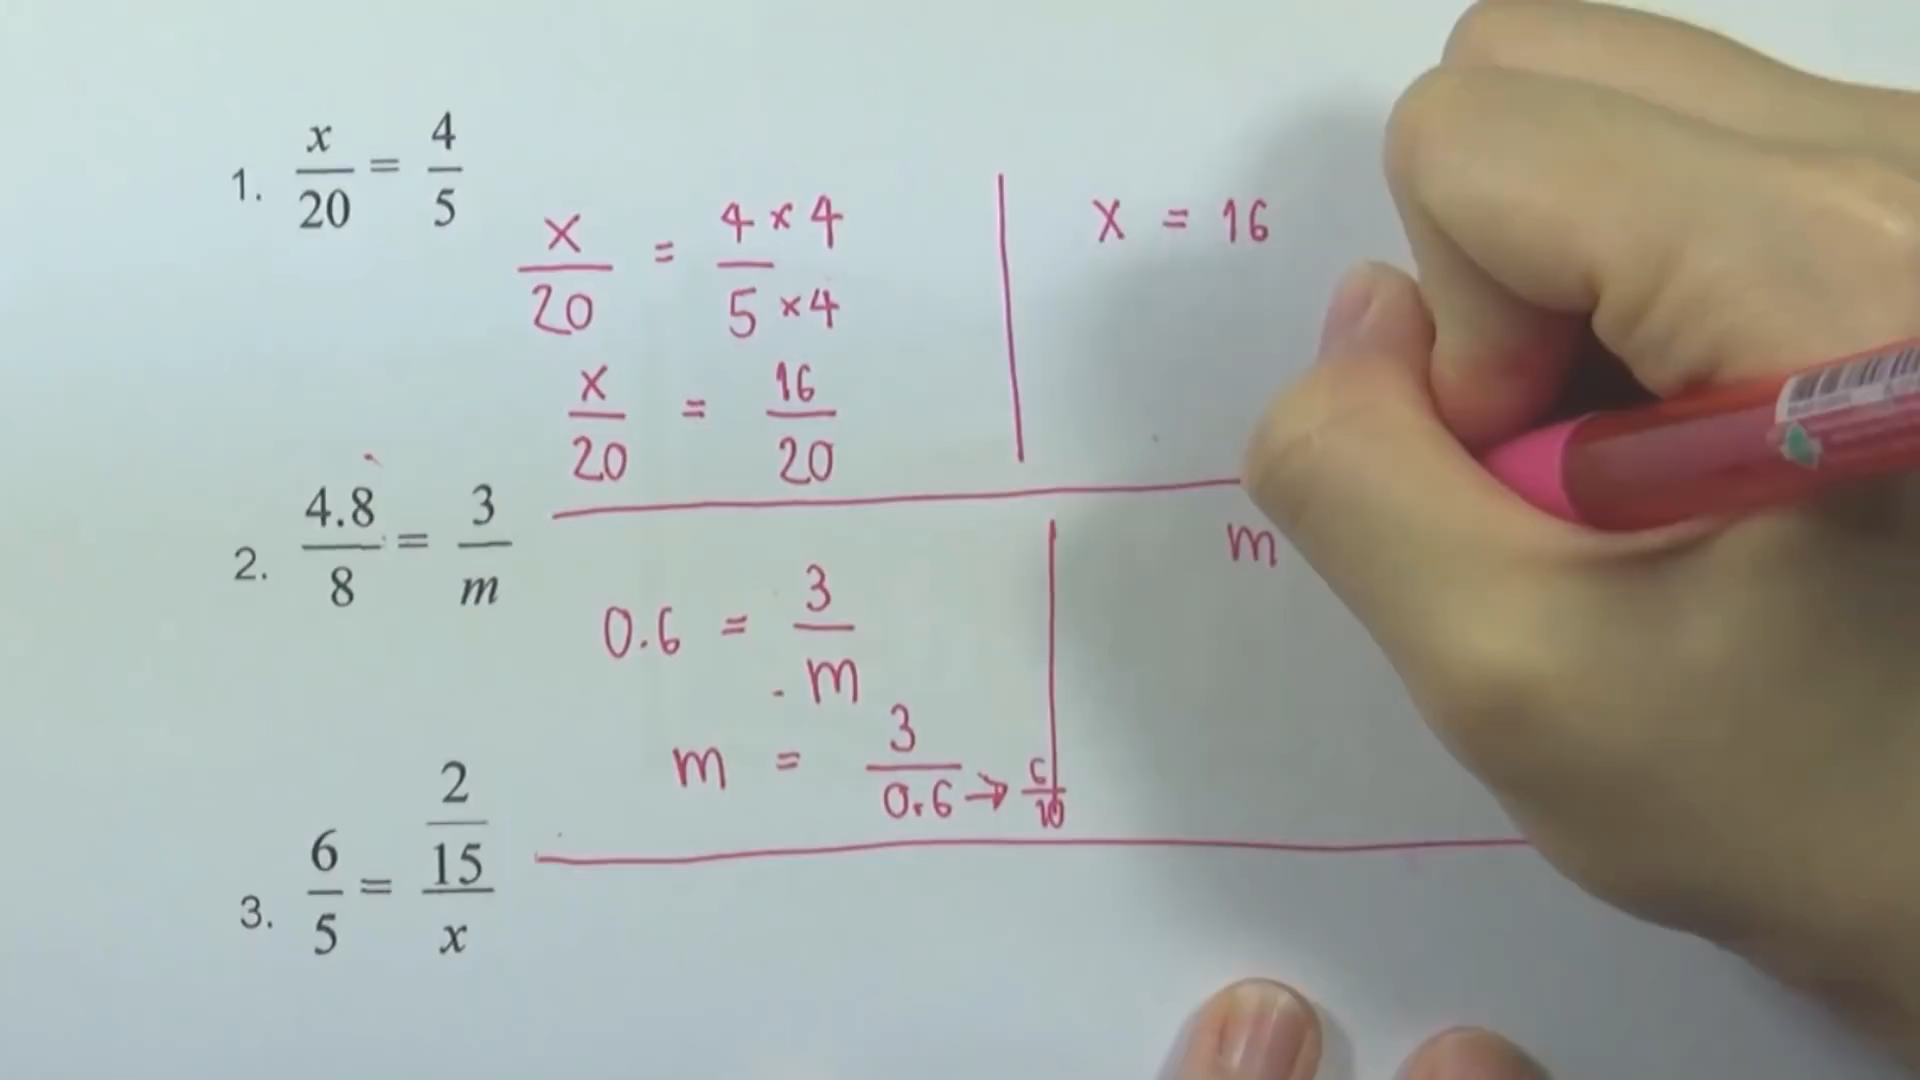 1. x/20 = 4/5
x/20 = 4 × 4/5 × 4
x/20 = 16/20
x = 16
2. 4.8/8 = 3/m
0.6 = 3/m
m = 3/0.6 → 6/10
m
3. 6/5 = 2/15/x